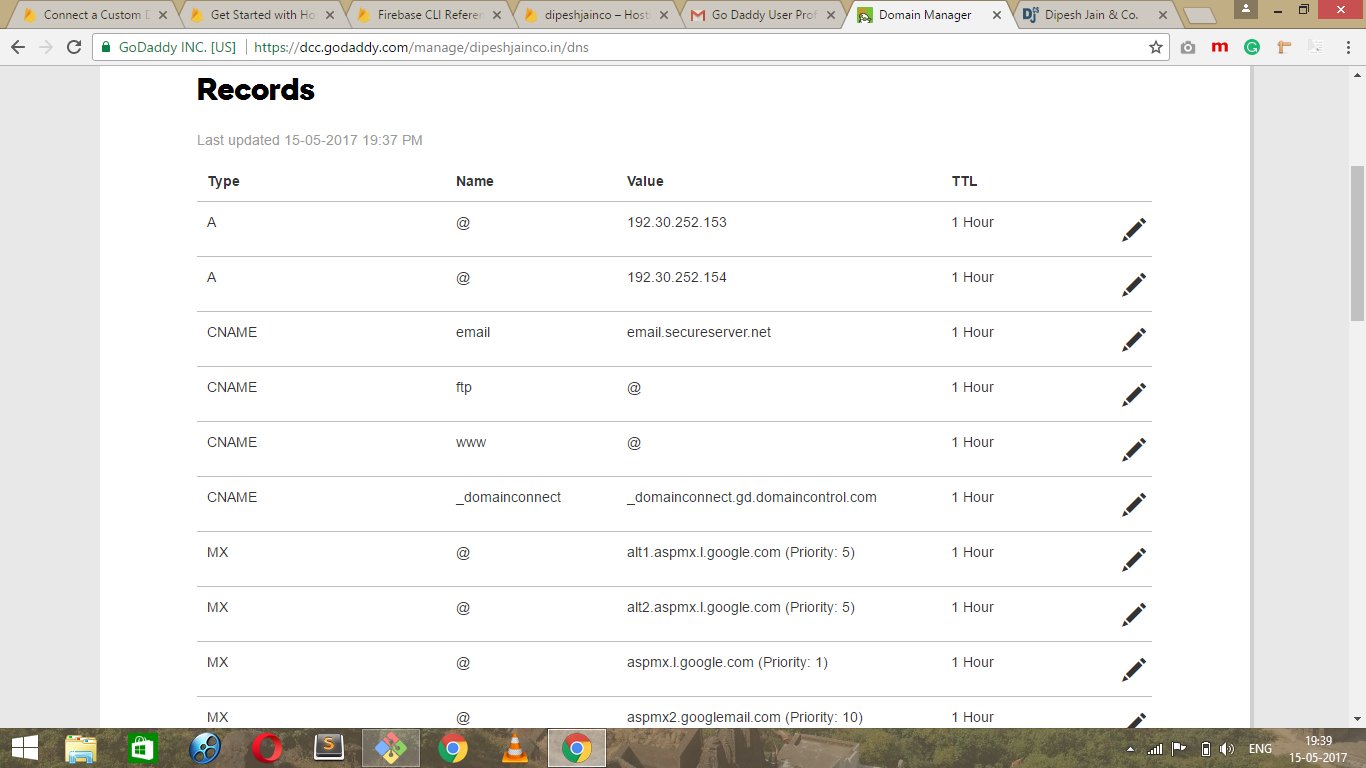 Connect a Custom D
Get Started with Ho
Firebase CLI Referen
dipeshjainco – Host
Go Daddy User Prof
Domain Manager
Dipesh Jain & Co.
GoDaddy INC. [US] https://dcc.godaddy.com/manage/dipeshjainco.in/dns
Records
Last updated 15-05-2017 19:37 PM
Type Name Value TTL
A @ 192.30.252.153 1 Hour
A @ 192.30.252.154 1 Hour
CNAME email email.secureserver.net 1 Hour
CNAME ftp @ 1 Hour
CNAME www @ 1 Hour
CNAME _domainconnect _domainconnect.gd.domaincontrol.com 1 Hour
MX @ alt1.aspmx.l.google.com (Priority: 5) 1 Hour
MX @ alt2.aspmx.l.google.com (Priority: 5) 1 Hour
MX @ aspmx.l.google.com (Priority: 1) 1 Hour
MX @ aspmx2.googlemail.com (Priority: 10) 1 Hour
ENG
19:39
15-05-2017